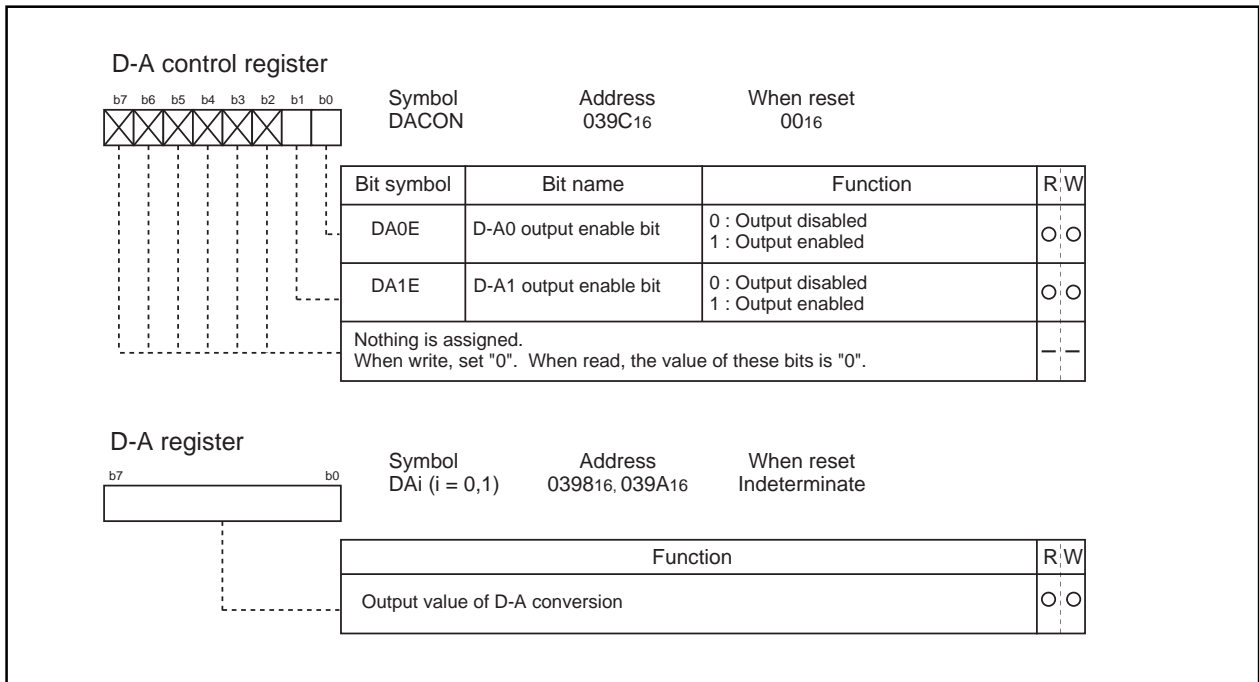 D-A control register
b7 b6 b5 b4 b3 b2 b1 b0
Symbol Address When reset
DACON 039C16 0016
Bit symbol Bit name Function R W
DA0E D-A0 output enable bit 0 : Output disabled
1 : Output enabled
DA1E D-A1 output enable bit 0 : Output disabled
1 : Output enabled
Nothing is assigned.
When write, set "0". When read, the value of these bits is "0".
D-A register
b7 b0
Symbol Address When reset
DAi (i = 0,1) 039816, 039A16 Indeterminate
Function R W
Output value of D-A conversion